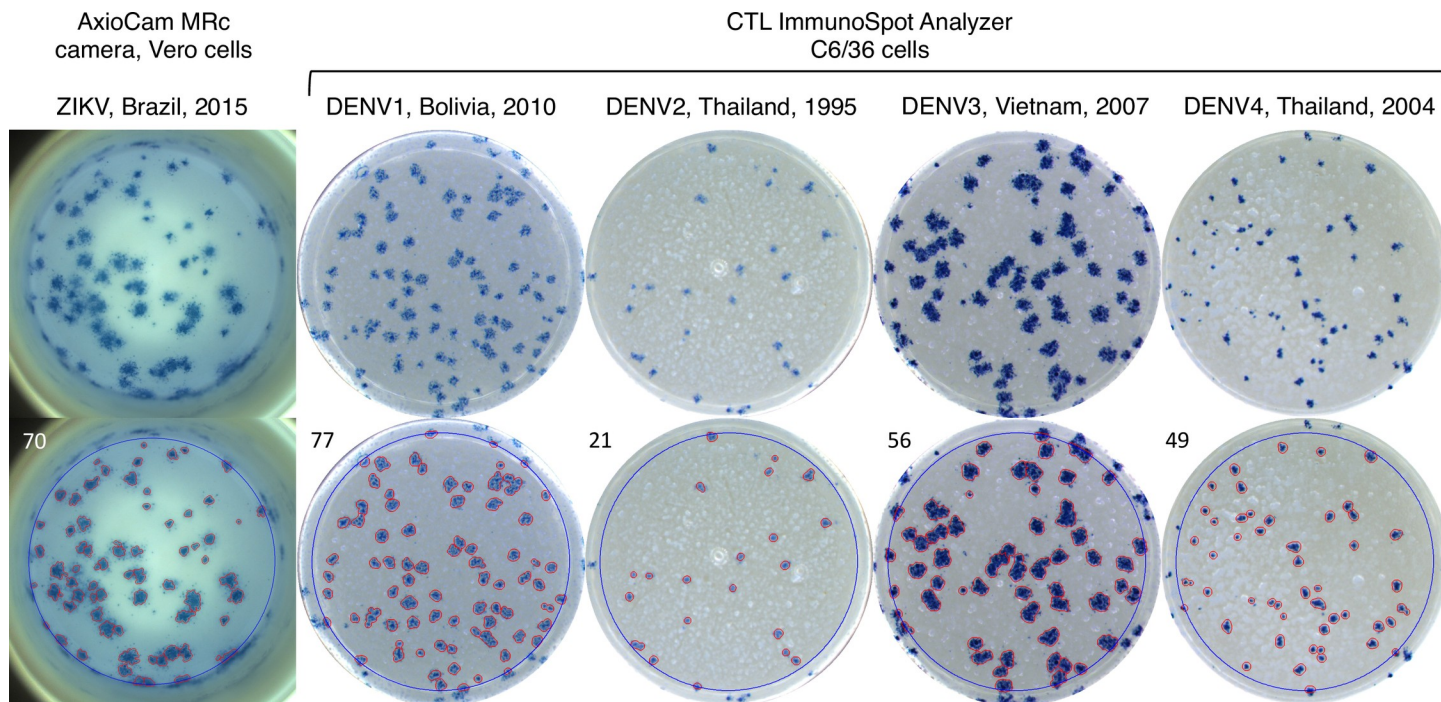 AxioCam MRc
camera, Vero cells
CTL ImmunoSpot Analyzer
C6/36 cells
ZIKV, Brazil, 2015
DENV1, Bolivia, 2010
DENV2, Thailand, 1995
DENV3, Vietnam, 2007
DENV4, Thailand, 2004
70
77
21
56
49